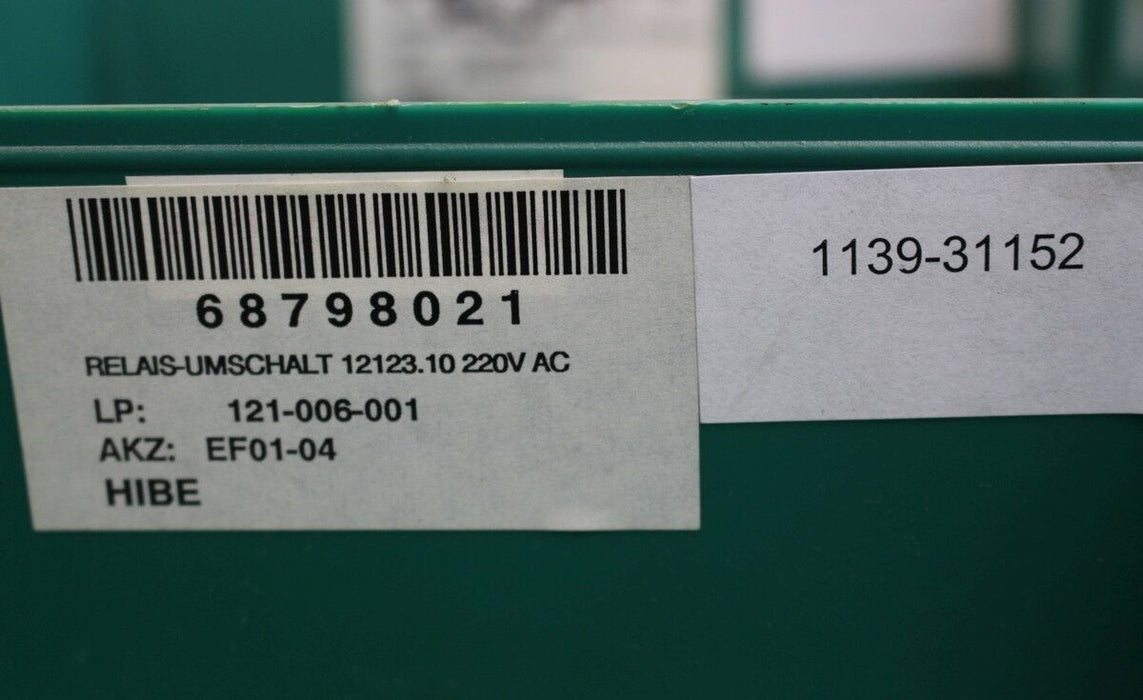 68798021
RELAIS-UMSCHALT 12123.10 220V AC
LP: 121-006-001
AKZ: EF01-04
HIBE
1139-31152